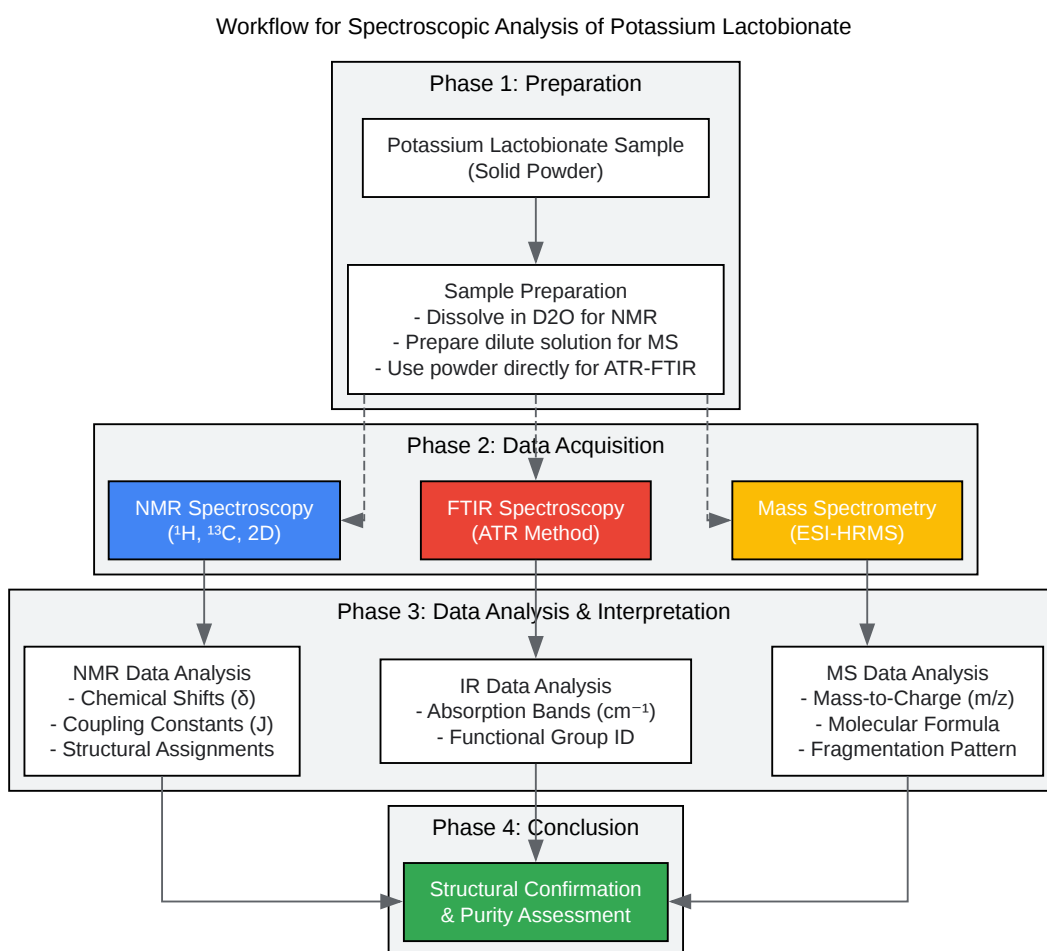 Workflow for Spectroscopic Analysis of Potassium Lactobionate
Phase 1: Preparation
Potassium Lactobionate Sample
(Solid Powder)
Sample Preparation
- Dissolve in D2O for NMR
- Prepare dilute solution for MS
- Use powder directly for ATR-FTIR
Phase 2: Data Acquisition
NMR Spectroscopy
(¹H, ¹³C, 2D)
FTIR Spectroscopy
(ATR Method)
Mass Spectrometry
(ESI-HRMS)
Phase 3: Data Analysis & Interpretation
NMR Data Analysis
- Chemical Shifts (δ)
- Coupling Constants (J)
- Structural Assignments
IR Data Analysis
- Absorption Bands (cm⁻¹)
- Functional Group ID
MS Data Analysis
- Mass-to-Charge (m/z)
- Molecular Formula
- Fragmentation Pattern
Phase 4: Conclusion
Structural Confirmation
& Purity Assessment